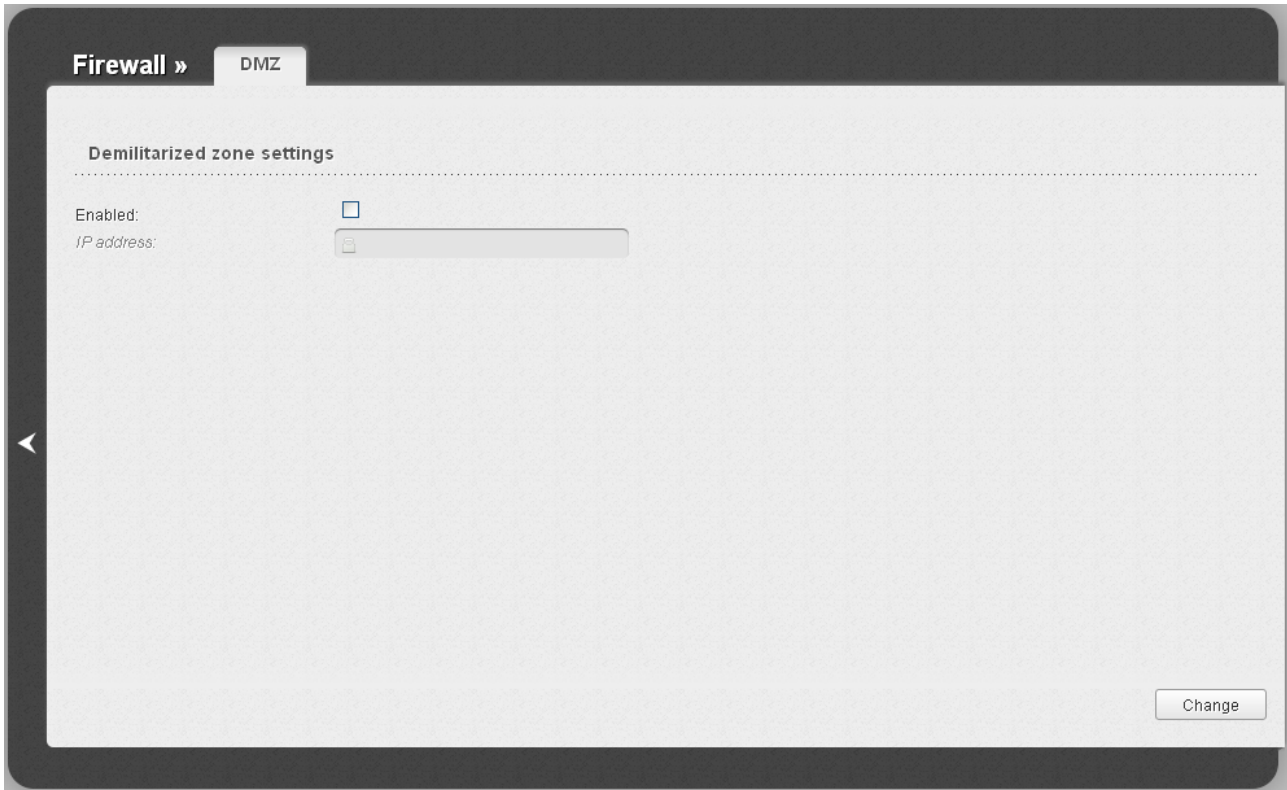 Firewall » DMZ
Demilitarized zone settings
Enabled:
IP address:
Change